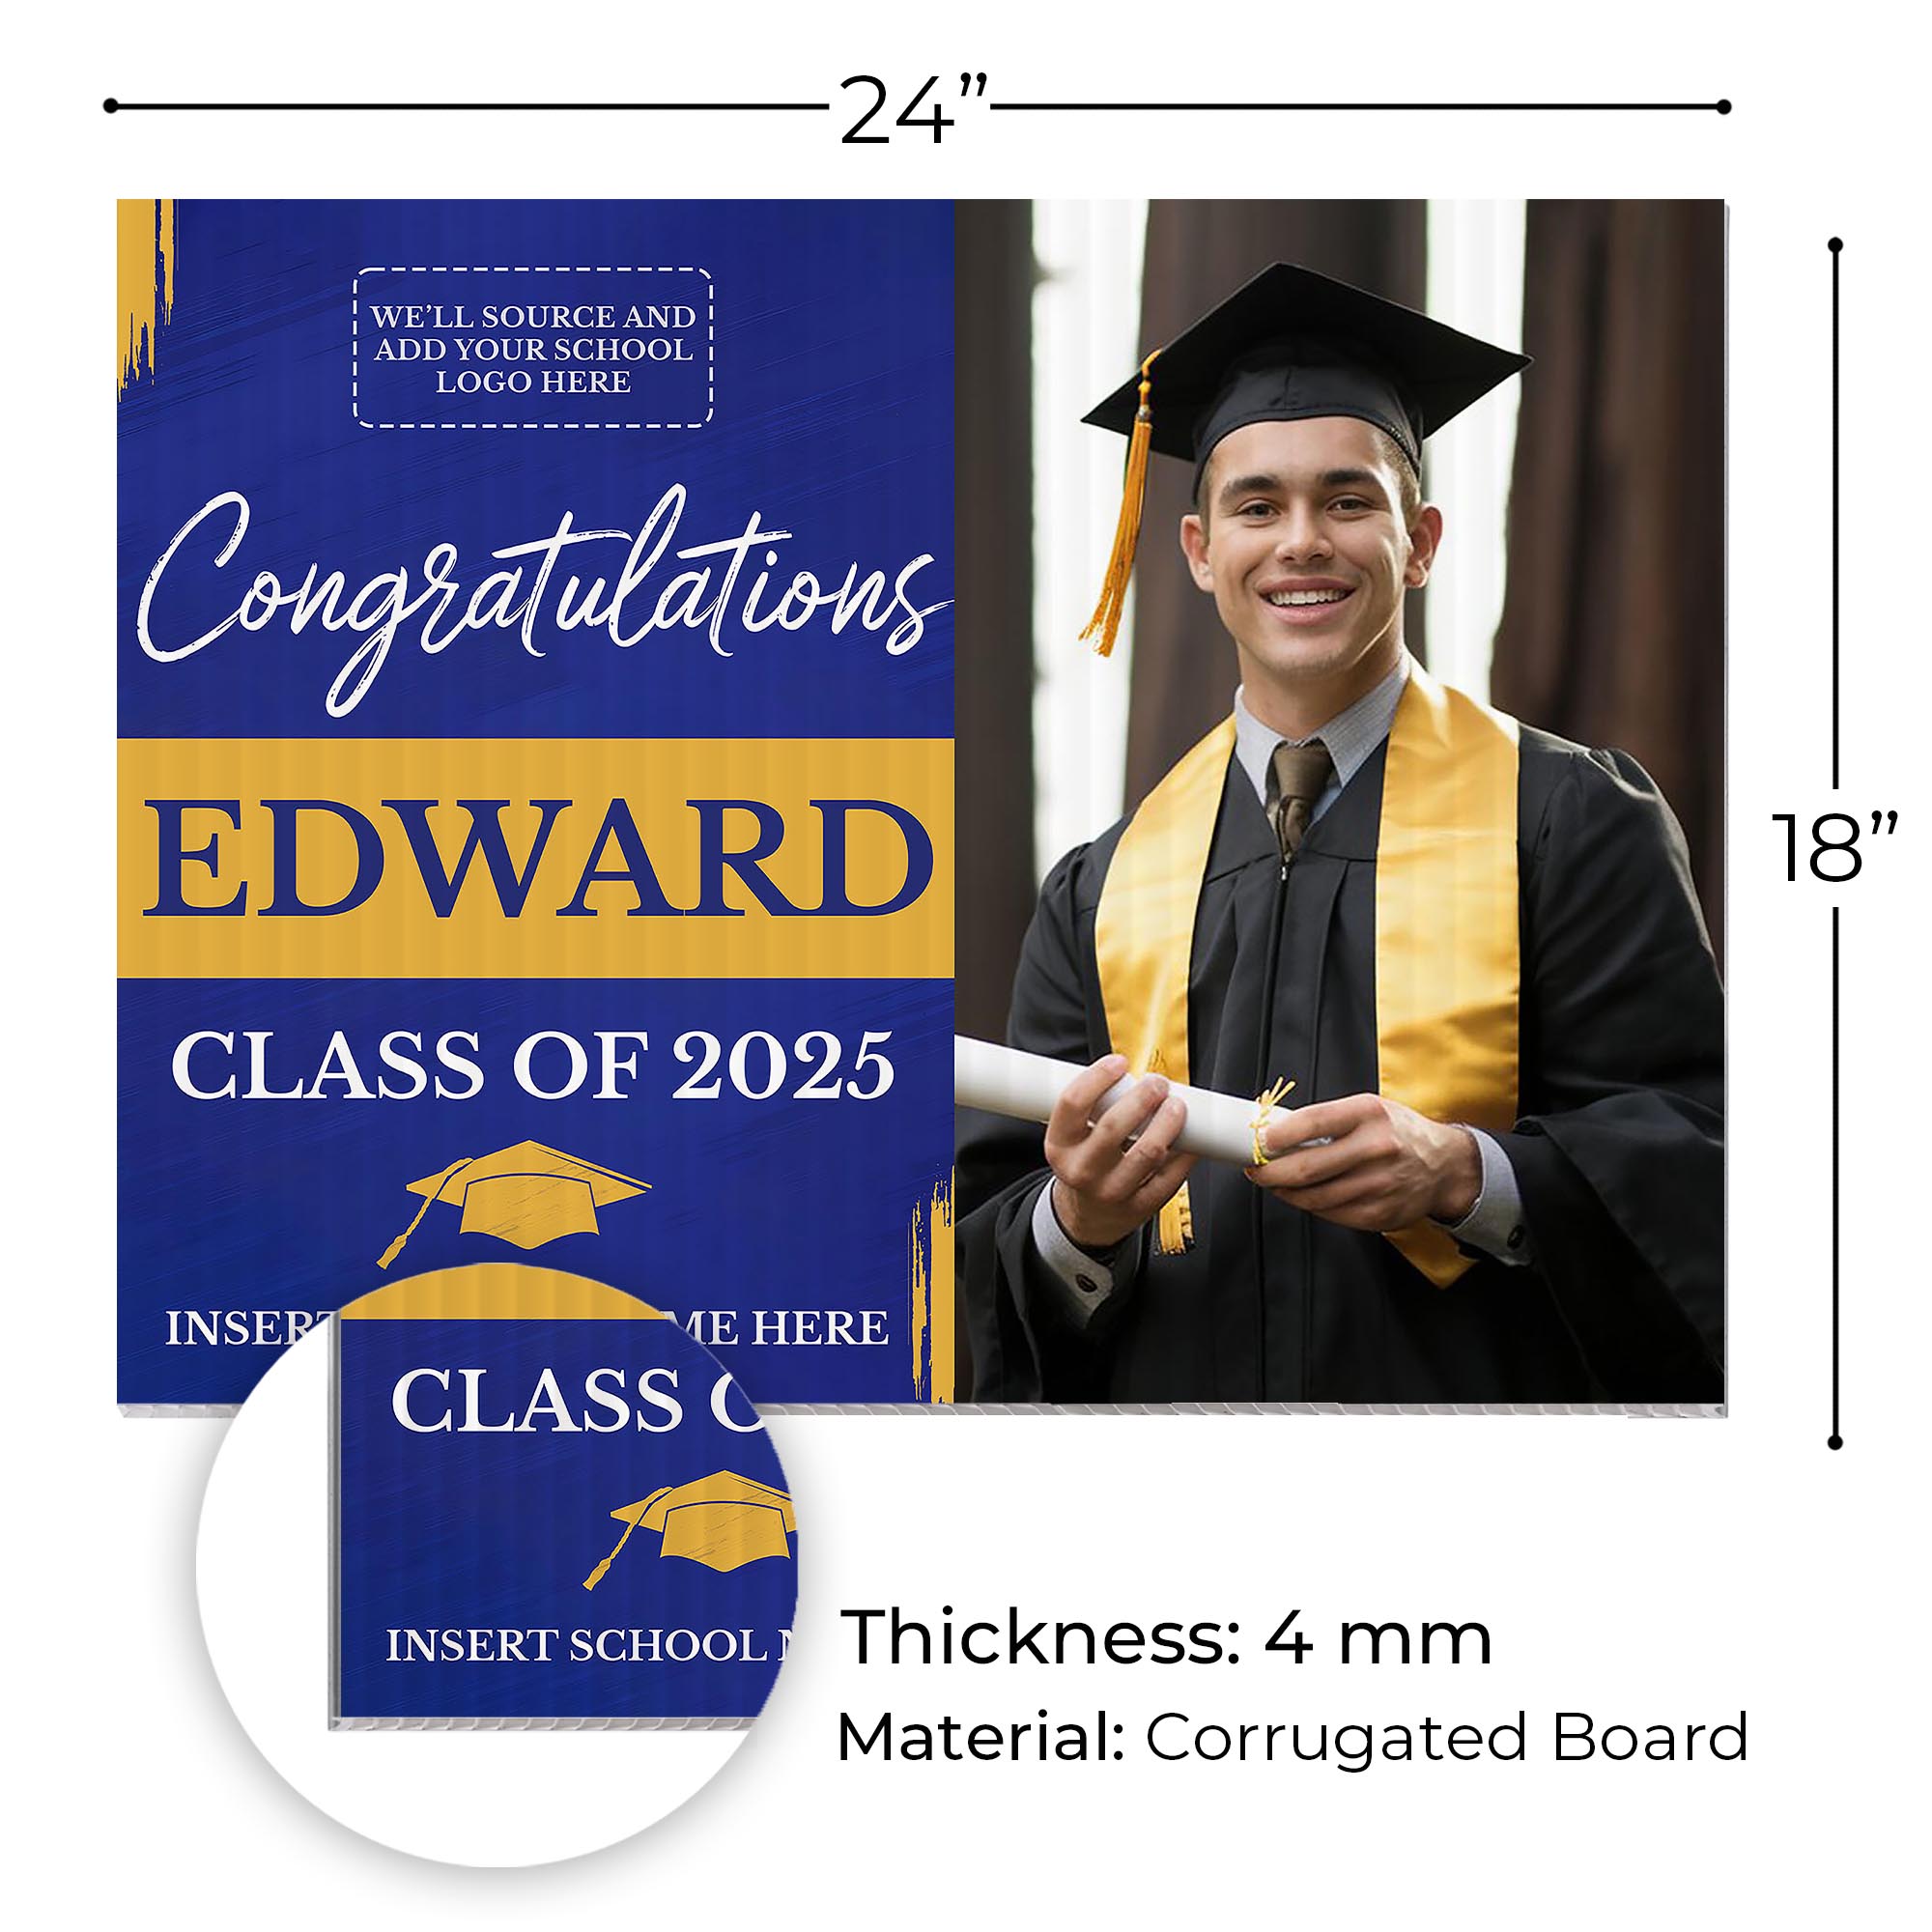 24”
WE’LL SOURCE AND
ADD YOUR SCHOOL
LOGO HERE
Congratulations
EDWARD
CLASS OF 2025
INSERT ME HERE
CLASS
INSERT SCHOOL
18”
Thickness: 4 mm
Material: Corrugated Board